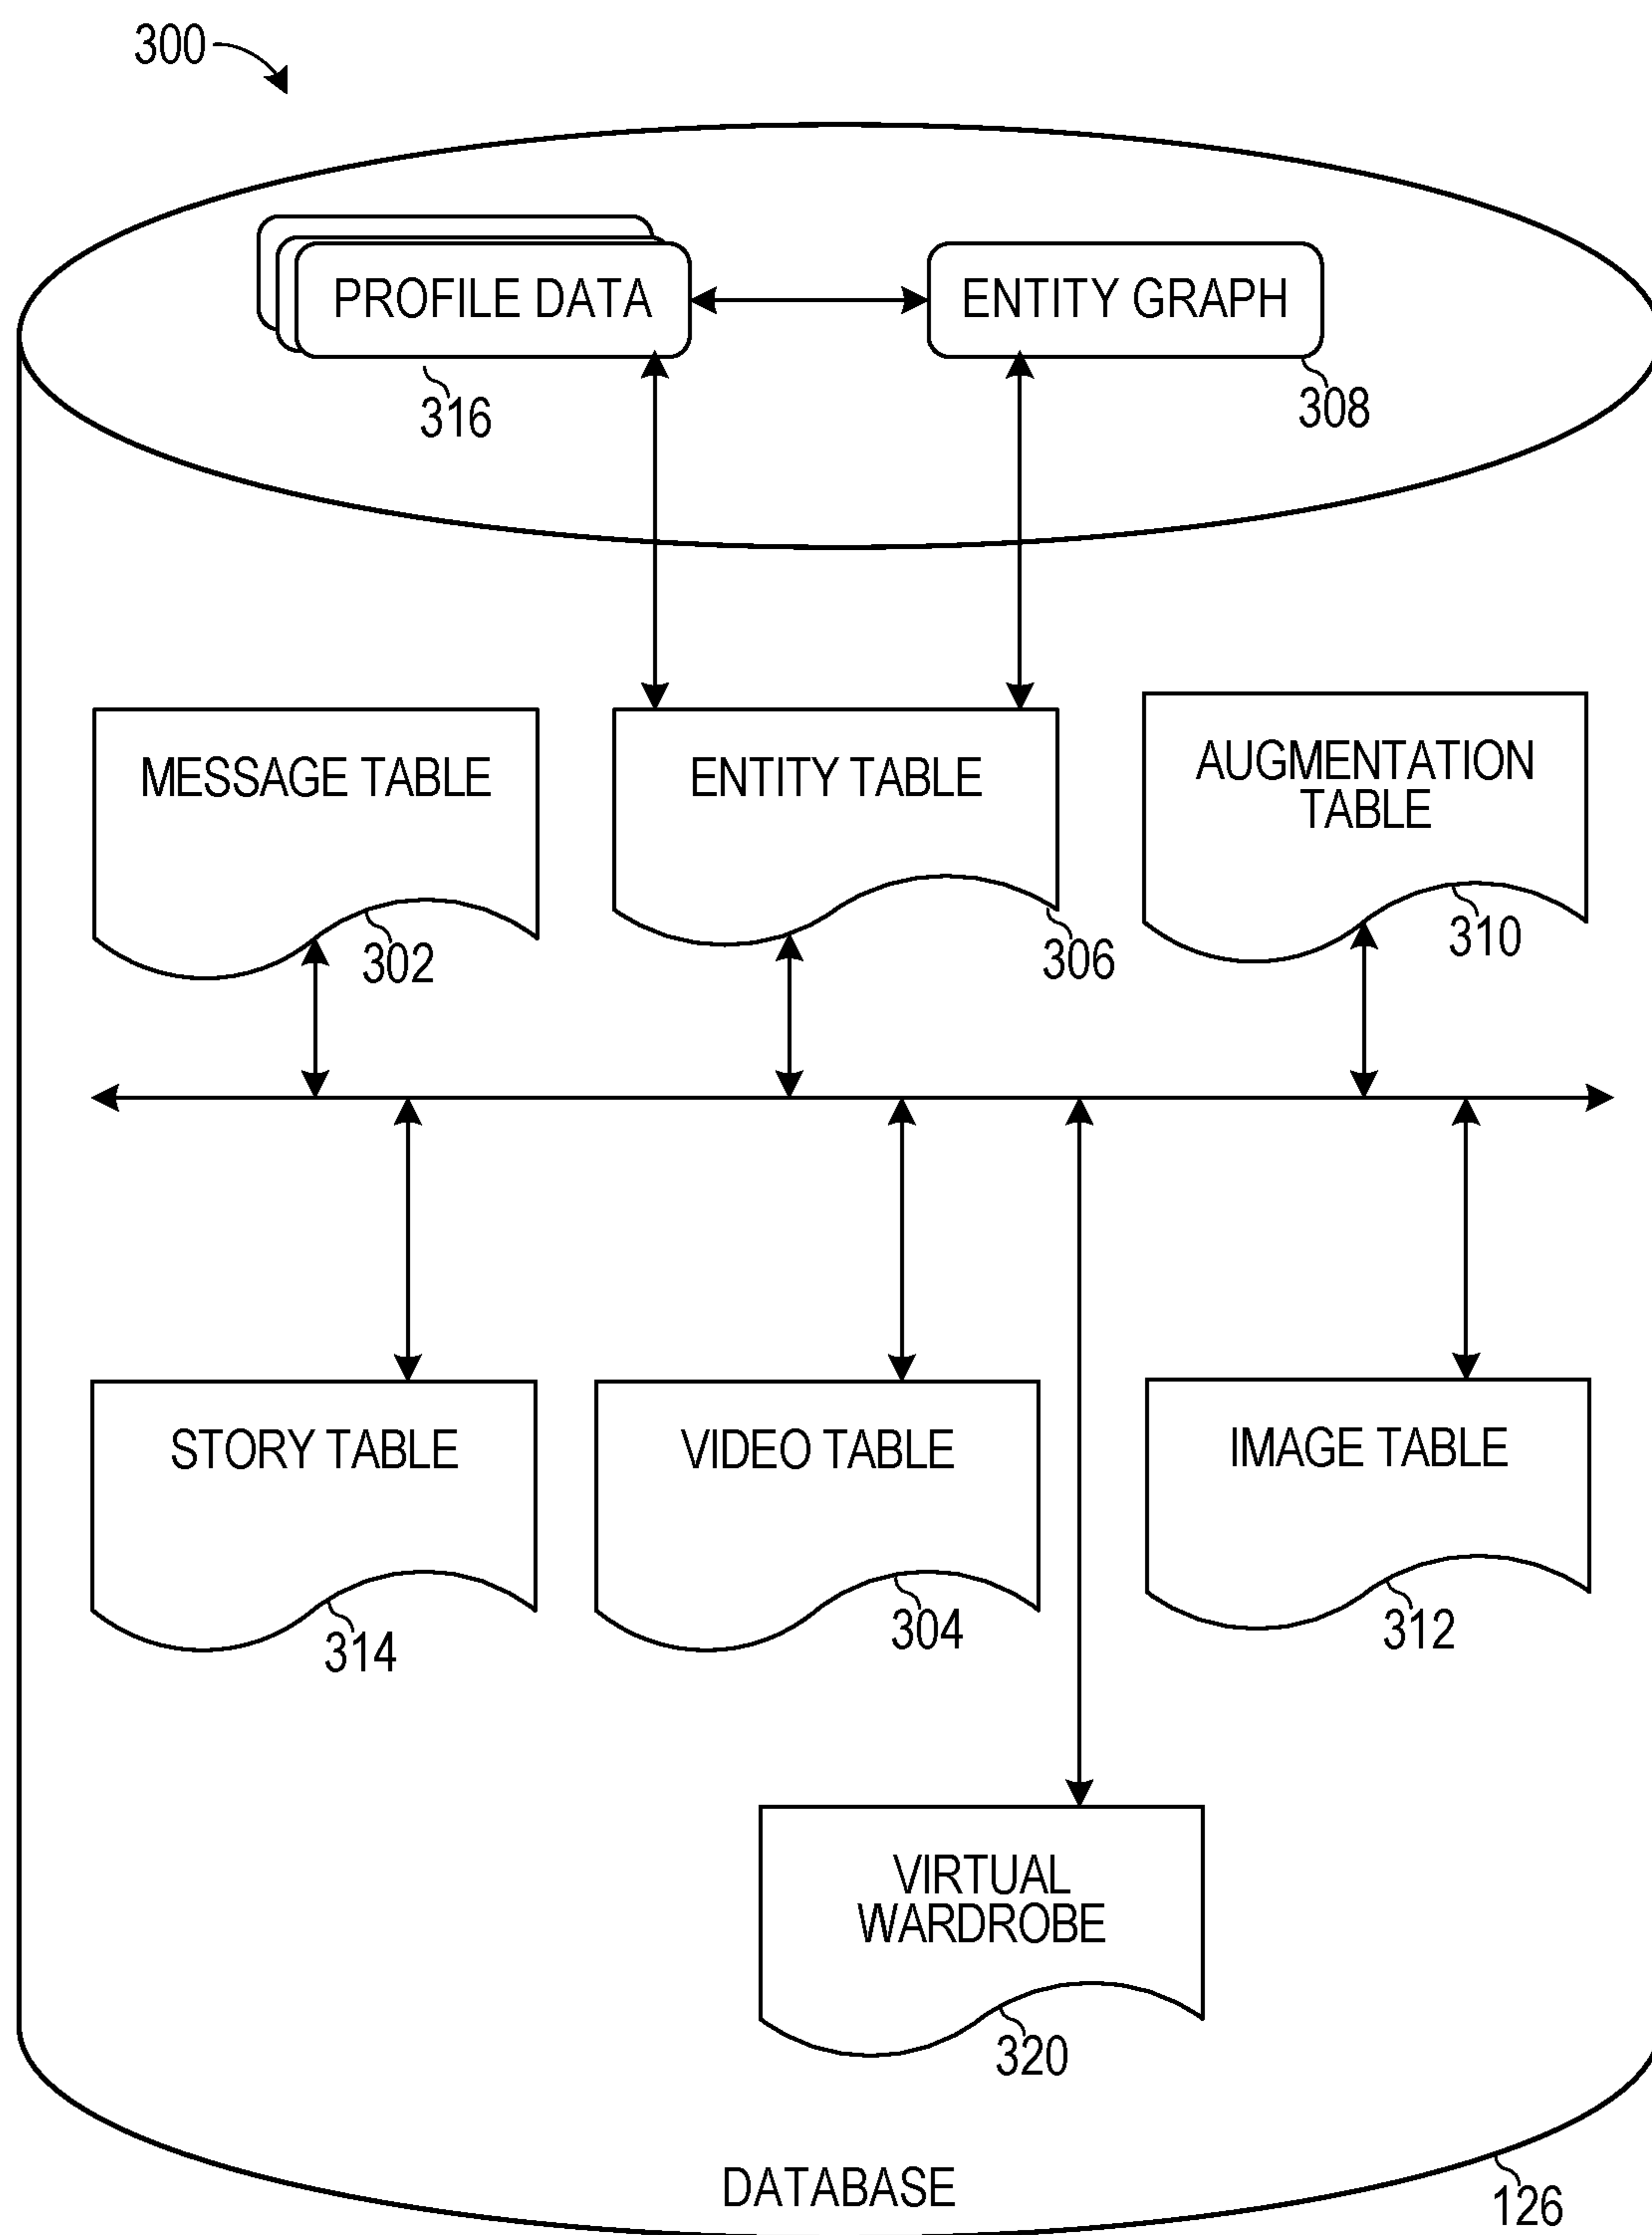 300
PROFILE DATA
ENTITY GRAPH
316
308
MESSAGE TABLE
ENTITY TABLE
AUGMENTATION
TABLE
302
306
310
STORY TABLE
VIDEO TABLE
IMAGE TABLE
314
304
312
VIRTUAL
WARDROBE
320
DATABASE
126